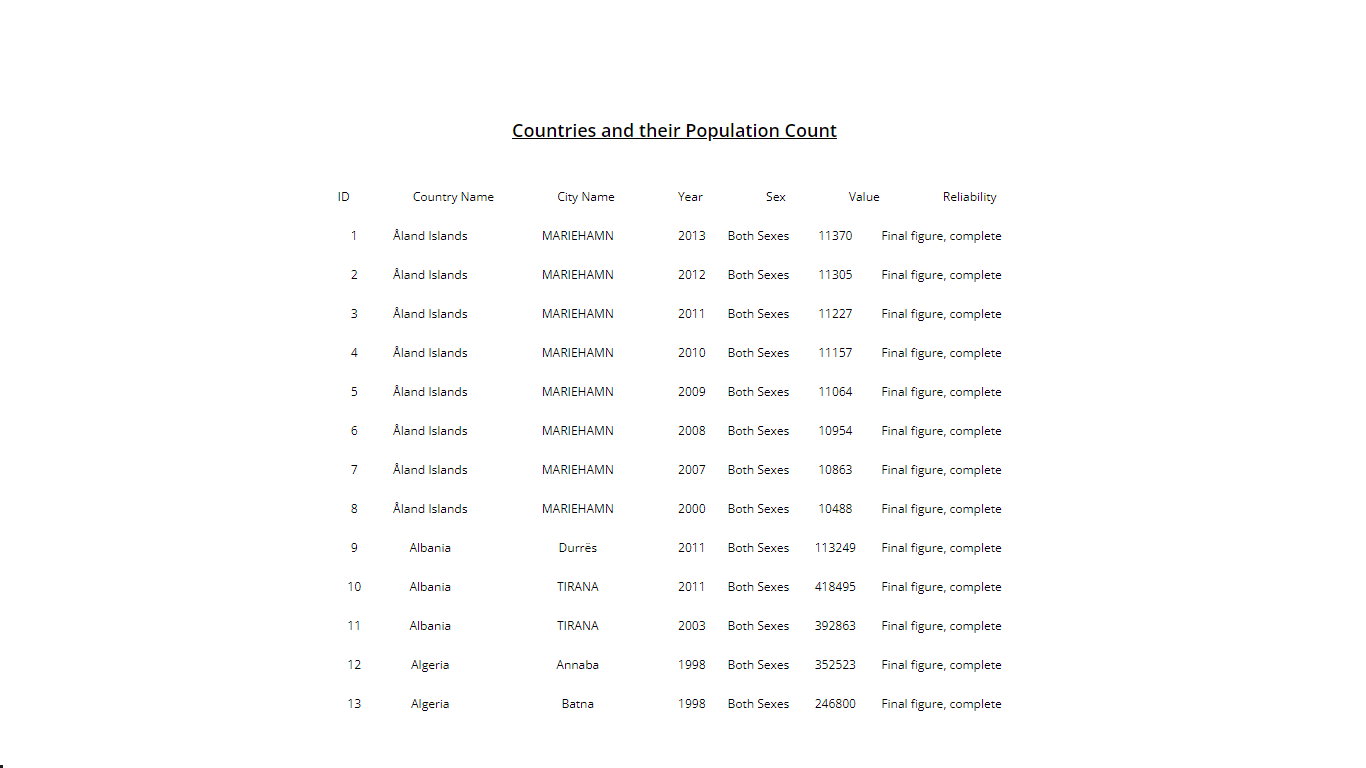 Countries and their Population Count
ID Country Name City Name Year Sex Value Reliability
1 Åland Islands MARIEHAMN 2013 Both Sexes 11370 Final figure, complete
2 Åland Islands MARIEHAMN 2012 Both Sexes 11305 Final figure, complete
3 Åland Islands MARIEHAMN 2011 Both Sexes 11227 Final figure, complete
4 Åland Islands MARIEHAMN 2010 Both Sexes 11157 Final figure, complete
5 Åland Islands MARIEHAMN 2009 Both Sexes 11064 Final figure, complete
6 Åland Islands MARIEHAMN 2008 Both Sexes 10954 Final figure, complete
7 Åland Islands MARIEHAMN 2007 Both Sexes 10863 Final figure, complete
8 Åland Islands MARIEHAMN 2000 Both Sexes 10488 Final figure, complete
9 Albania Durrës 2011 Both Sexes 113249 Final figure, complete
10 Albania TIRANA 2011 Both Sexes 418495 Final figure, complete
11 Albania TIRANA 2003 Both Sexes 392863 Final figure, complete
12 Algeria Annaba 1998 Both Sexes 352523 Final figure, complete
13 Algeria Batna 1998 Both Sexes 246800 Final figure, complete